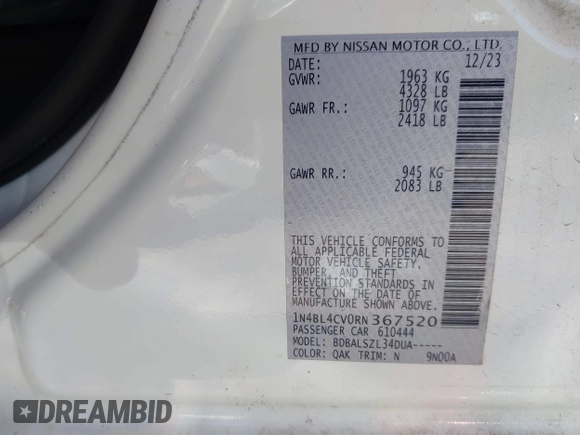 MFD BY NISSAN MOTOR CO., LTD.
DATE: 12/23
GVWR: 1963 KG
4328 LB
GAWR FR.: 1097 KG
2418 LB
GAWR RR.: 945 KG
2083 LB
THIS VEHICLE CONFORMS TO
ALL APPLICABLE FEDERAL
MOTOR VEHICLE SAFETY,
BUMPER, AND THEFT
PREVENTION STANDARDS IN
EFFECT ON THE DATE OF
MANUFACTURE SHOWN ABOVE.
1N4BL4CV0RN367520
PASSENGER CAR 610444
MODEL: BDBALSZL34DUA-----
COLOR: QAK TRIM: N 9N00A
DREAMBID